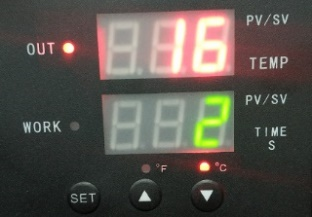 PV/SV
OUT 16
TEMP
PV/SV
WORK 2 TIME
S
°F °C
SET